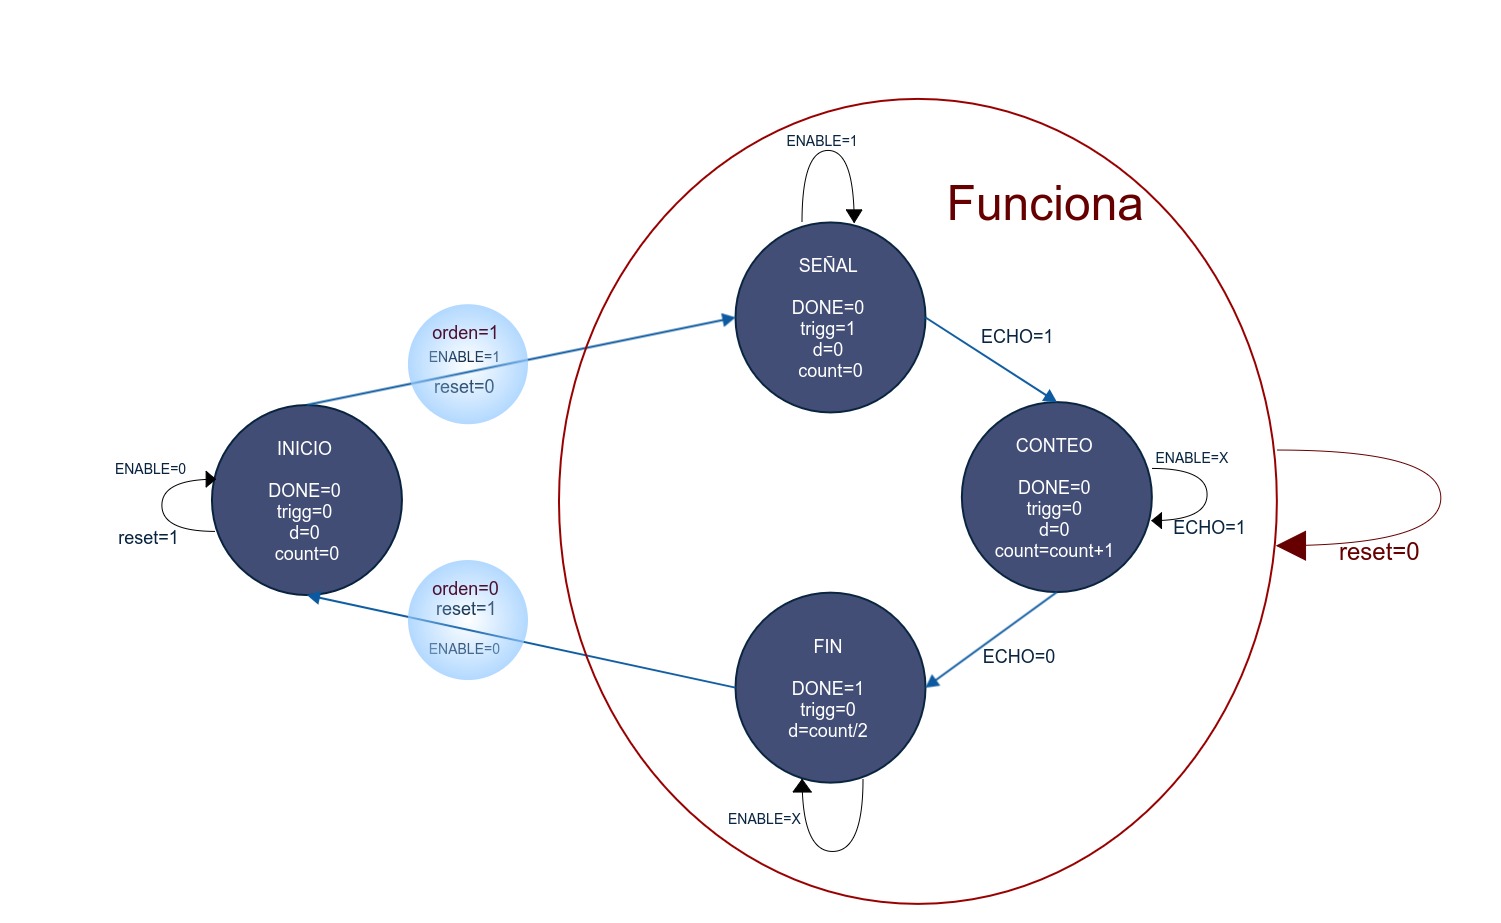 ENABLE=1
Funciona
SEÑAL
DONE=0
trigg=1
d=0
count=0
orden=1
ENABLE=1
reset=0
ECHO=1
INICIO
DONE=0
trigg=0
d=0
count=0
ENABLE=0
reset=1
CONTEO
DONE=0
trigg=0
d=0
count=count+1
ENABLE=X
ECHO=1
reset=0
orden=0
reset=1
ENABLE=0
ECHO=0
FIN
DONE=1
trigg=0
d=count/2
ENABLE=X